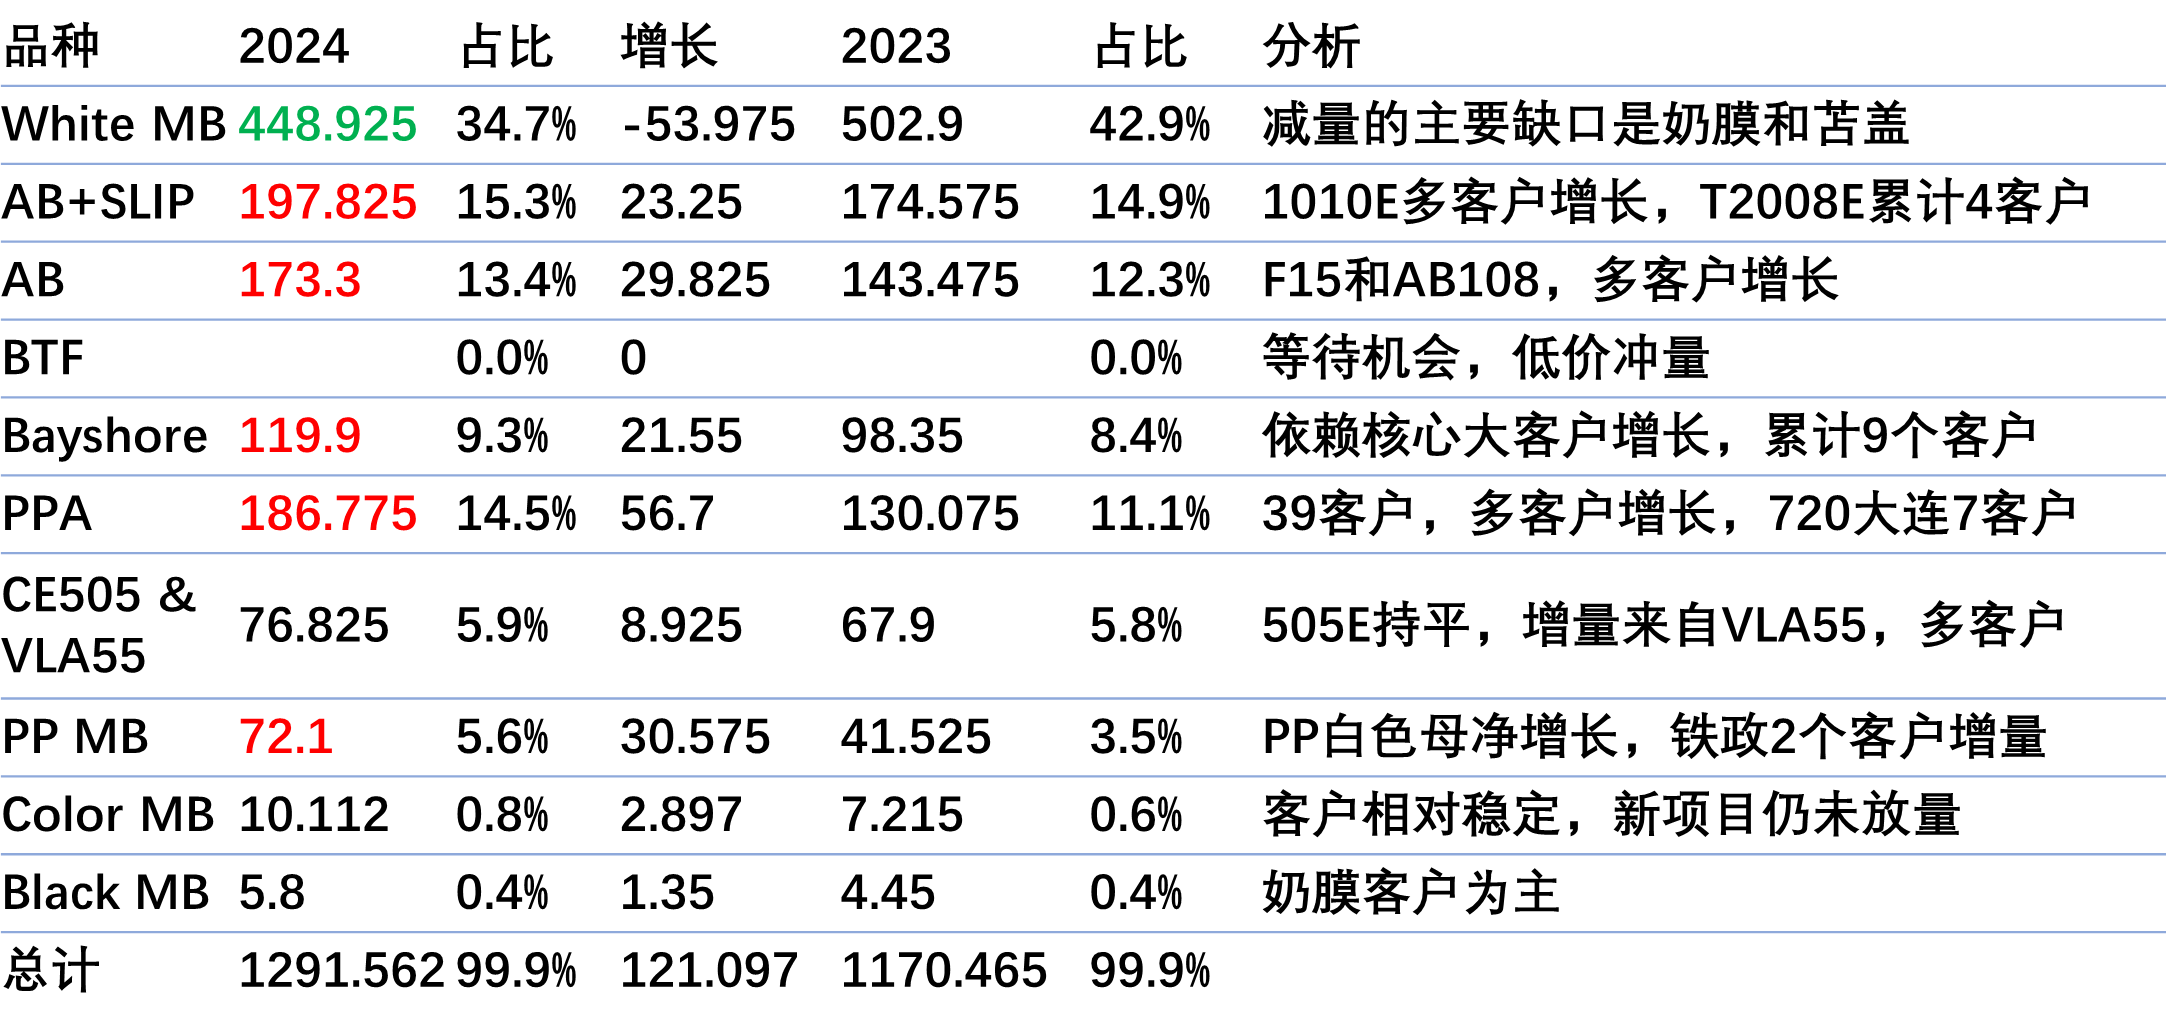 品种 2024 占比 增长 2023 占比 分析
White MB 448.925 34.7% -53.975 502.9 42.9% 减量的主要缺口是奶膜和苫盖
AB+SLIP 197.825 15.3% 23.25 174.575 14.9% 1010E多客户增长，T2008E累计4客户
AB 173.3 13.4% 29.825 143.475 12.3% F15和AB108，多客户增长
BTF 0.0% 0 0.0% 等待机会，低价冲量
Bayshore 119.9 9.3% 21.55 98.35 8.4% 依赖核心大客户增长，累计9个客户
PPA 186.775 14.5% 56.7 130.075 11.1% 39客户，多客户增长，720大连7客户
CE505 &
VLA55 76.825 5.9% 8.925 67.9 5.8% 505E持平，增量来自VLA55，多客户
PP MB 72.1 5.6% 30.575 41.525 3.5% PP白色母净增长，铁政2个客户增量
Color MB 10.112 0.8% 2.897 7.215 0.6% 客户相对稳定，新项目仍未放量
Black MB 5.8 0.4% 1.35 4.45 0.4% 奶膜客户为主
总计 1291.562 99.9% 121.097 1170.465 99.9%